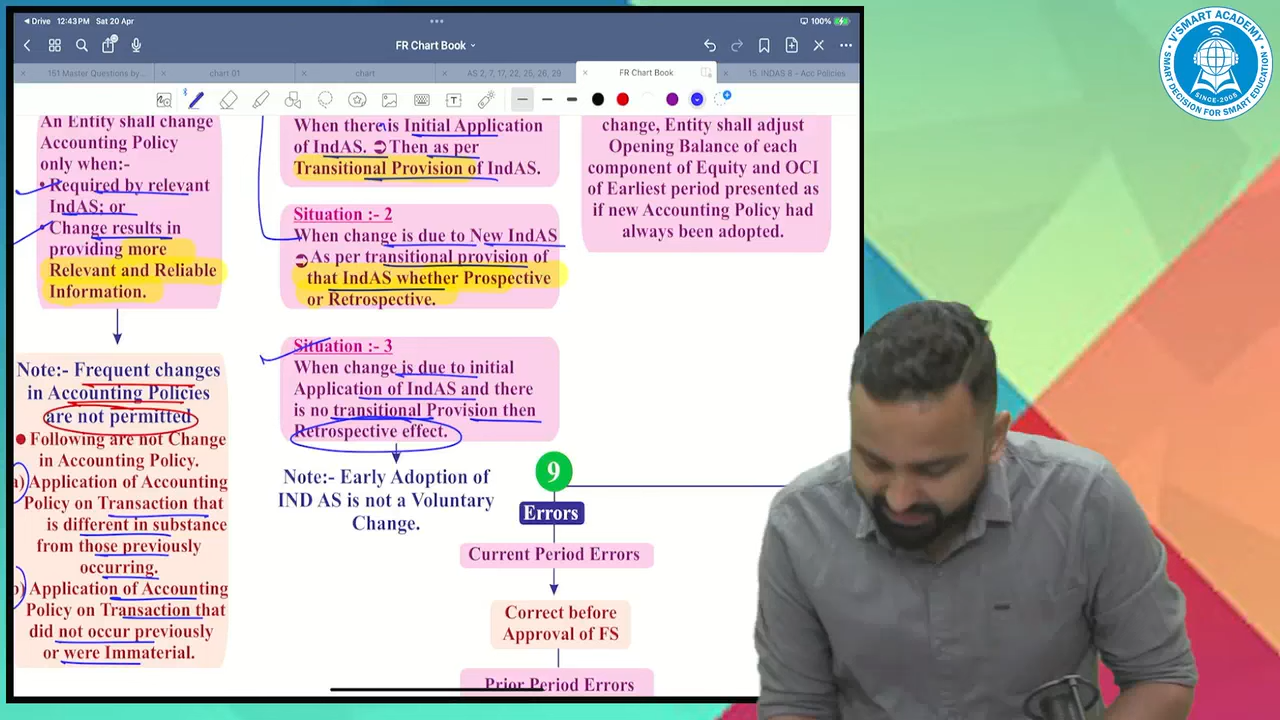 Drive 12:43 PM Sat 20 Apr
100%
FR Chart Book
151 Master Questions by...
chart 01
chart
AS 2, 7, 17, 22, 25, 26, 29
FR Chart Book
15. INDAS 8 - Acc Policies
An Entity shall change
Accounting Policy
only when:-
• Required by relevant
IndAS; or
• Change results in
providing more
Relevant and Reliable
Information.
Note:- Frequent changes
in Accounting Policies
are not permitted
Following are not Change
in Accounting Policy.
a) Application of Accounting
Policy on Transaction that
is different in substance
from those previously
occurring.
b) Application of Accounting
Policy on Transaction that
did not occur previously
or were Immaterial.
When there is Initial Application
of IndAS. ➲ Then as per
Transitional Provision of IndAS.
Situation :- 2
When change is due to New IndAS
➲ As per transitional provision of
that IndAS whether Prospective
or Retrospective.
Situation :- 3
When change is due to initial
Application of IndAS and there
is no transitional Provision then
Retrospective effect.
Note:- Early Adoption of
IND AS is not a Voluntary
Change.
change, Entity shall adjust
Opening Balance of each
component of Equity and OCI
of Earliest period presented as
if new Accounting Policy had
always been adopted.
9
Errors
Current Period Errors
Correct before
Approval of FS
Prior Period Errors
V'SMART ACADEMY
SINCE-2005
SMART DECISION FOR SMART EDUCATION